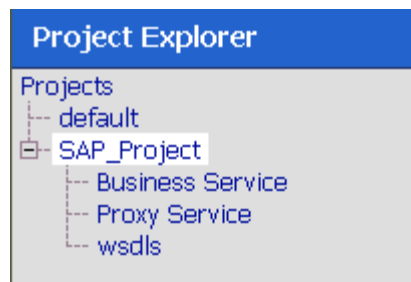 Project Explorer
Projects
default
SAP_Project
Business Service
Proxy Service
wsdls